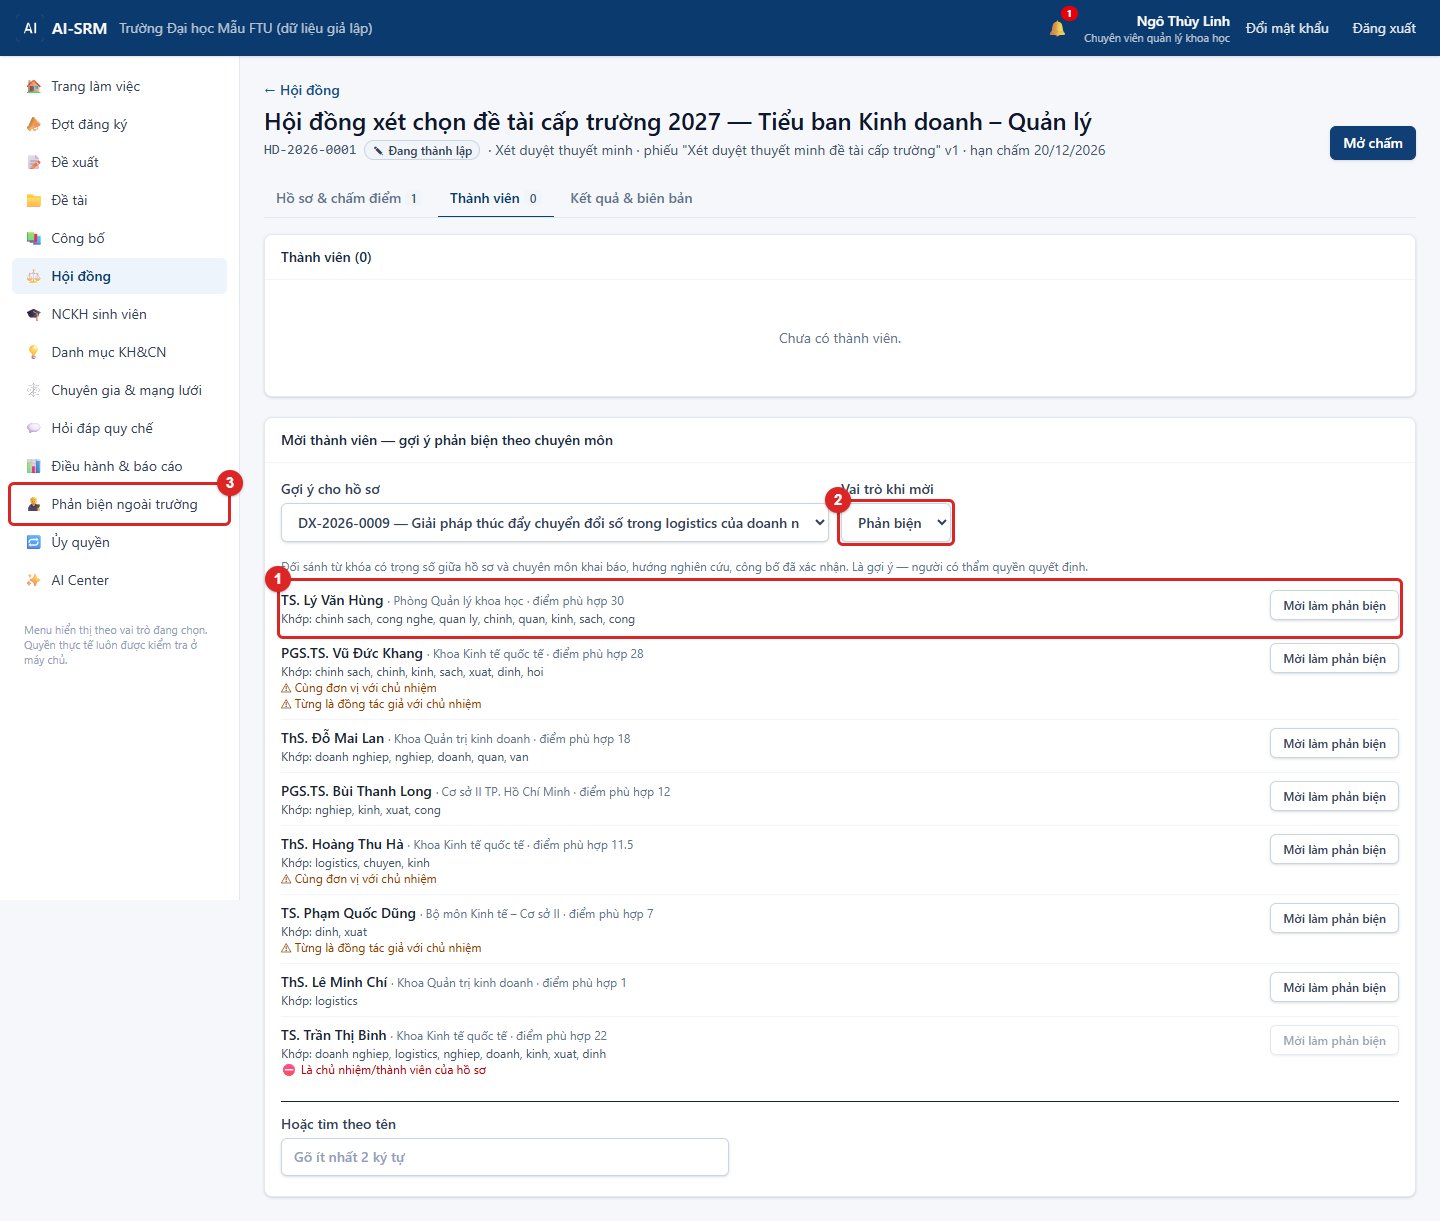 AI AI-SRM Trường Đại học Mẫu FTU (dữ liệu giả lập)
1
Ngô Thùy Linh
Chuyên viên quản lý khoa học
Đổi mật khẩu
Đăng xuất
Trang làm việc
Đợt đăng ký
Đề xuất
Đề tài
Công bố
Hội đồng
NCKH sinh viên
Danh mục KH&CN
Chuyên gia & mạng lưới
Hỏi đáp quy chế
Điều hành & báo cáo
3
Phản biện ngoài trường
Ủy quyền
AI Center
Menu hiển thị theo vai trò đang chọn.
Quyền thực tế luôn được kiểm tra ở
máy chủ.
← Hội đồng
Hội đồng xét chọn đề tài cấp trường 2027 — Tiểu ban Kinh doanh – Quản lý
HD-2026-0001 Đang thành lập · Xét duyệt thuyết minh · phiếu "Xét duyệt thuyết minh đề tài cấp trường" v1 · hạn chấm 20/12/2026
Mở chấm
Hồ sơ & chấm điểm 1
Thành viên 0
Kết quả & biên bản
Thành viên (0)
Chưa có thành viên.
Mời thành viên — gợi ý phản biện theo chuyên môn
Gợi ý cho hồ sơ
Vai trò khi mời
2
DX-2026-0009 — Giải pháp thúc đẩy chuyển đổi số trong logistics của doanh n
Phản biện
Đối sánh từ khóa có trọng số giữa hồ sơ và chuyên môn khai báo, hướng nghiên cứu, công bố đã xác nhận. Là gợi ý — người có thẩm quyền quyết định.
1
TS. Lý Văn Hùng · Phòng Quản lý khoa học · điểm phù hợp 30
Khớp: chinh sach, cong nghe, quan ly, chinh, quan, kinh, sach, cong
Mời làm phản biện
PGS.TS. Vũ Đức Khang · Khoa Kinh tế quốc tế · điểm phù hợp 28
Khớp: chinh sach, chinh, kinh, sach, xuat, dinh, hoi
⚠ Cùng đơn vị với chủ nhiệm
⚠ Từng là đồng tác giả với chủ nhiệm
Mời làm phản biện
ThS. Đỗ Mai Lan · Khoa Quản trị kinh doanh · điểm phù hợp 18
Khớp: doanh nghiep, nghiep, doanh, quan, van
Mời làm phản biện
PGS.TS. Bùi Thanh Long · Cơ sở II TP. Hồ Chí Minh · điểm phù hợp 12
Khớp: nghiep, kinh, xuat, cong
Mời làm phản biện
ThS. Hoàng Thu Hà · Khoa Kinh tế quốc tế · điểm phù hợp 11.5
Khớp: logistics, chuyen, kinh
⚠ Cùng đơn vị với chủ nhiệm
Mời làm phản biện
TS. Phạm Quốc Dũng · Bộ môn Kinh tế – Cơ sở II · điểm phù hợp 7
Khớp: dinh, xuat
⚠ Từng là đồng tác giả với chủ nhiệm
Mời làm phản biện
ThS. Lê Minh Chí · Khoa Quản trị kinh doanh · điểm phù hợp 1
Khớp: logistics
Mời làm phản biện
TS. Trần Thị Bình · Khoa Kinh tế quốc tế · điểm phù hợp 22
Khớp: doanh nghiep, logistics, nghiep, doanh, kinh, xuat, dinh
⛔ Là chủ nhiệm/thành viên của hồ sơ
Mời làm phản biện
Hoặc tìm theo tên
Gõ ít nhất 2 ký tự